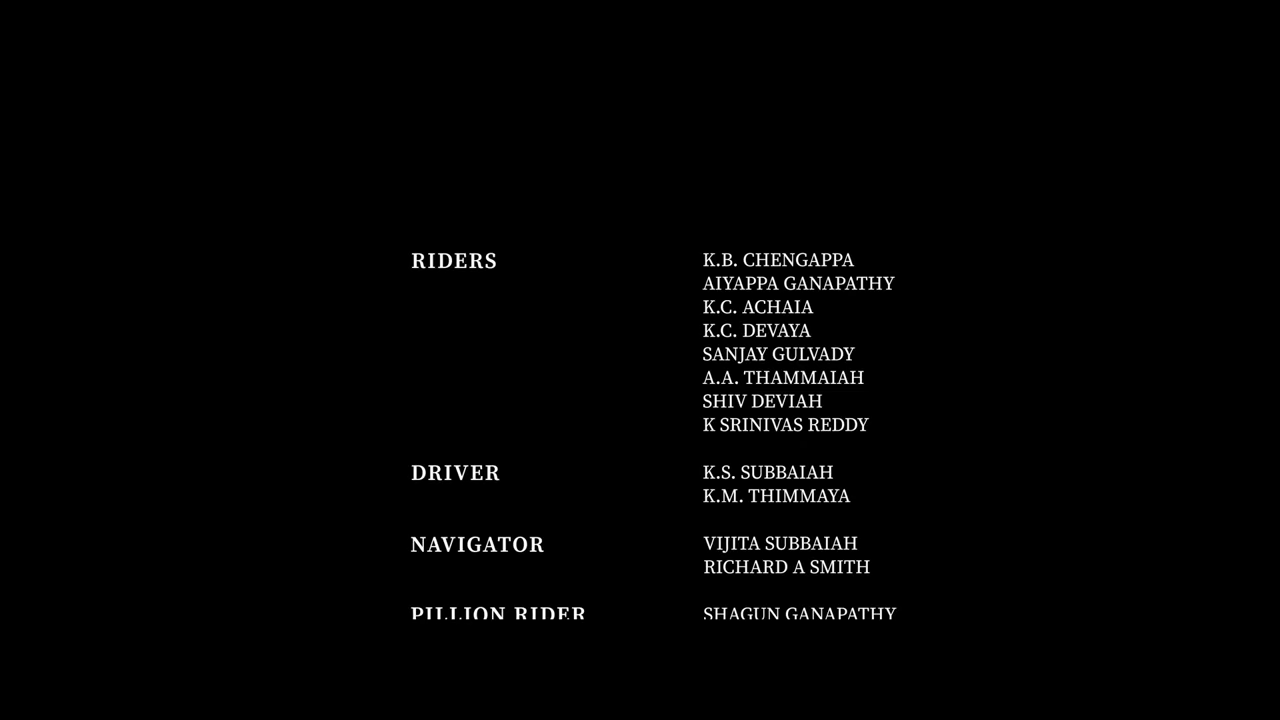 RIDERS K.B. CHENGAPPA
AIYAPPA GANAPATHY
K.C. ACHAIA
K.C. DEVAYA
SANJAY GULVADY
A.A. THAMMAIAH
SHIV DEVIAH
K SRINIVAS REDDY
DRIVER K.S. SUBBAIAH
K.M. THIMMAYA
NAVIGATOR VIJITA SUBBAIAH
RICHARD A SMITH
PILLION RIDER SHAGUN GANAPATHY